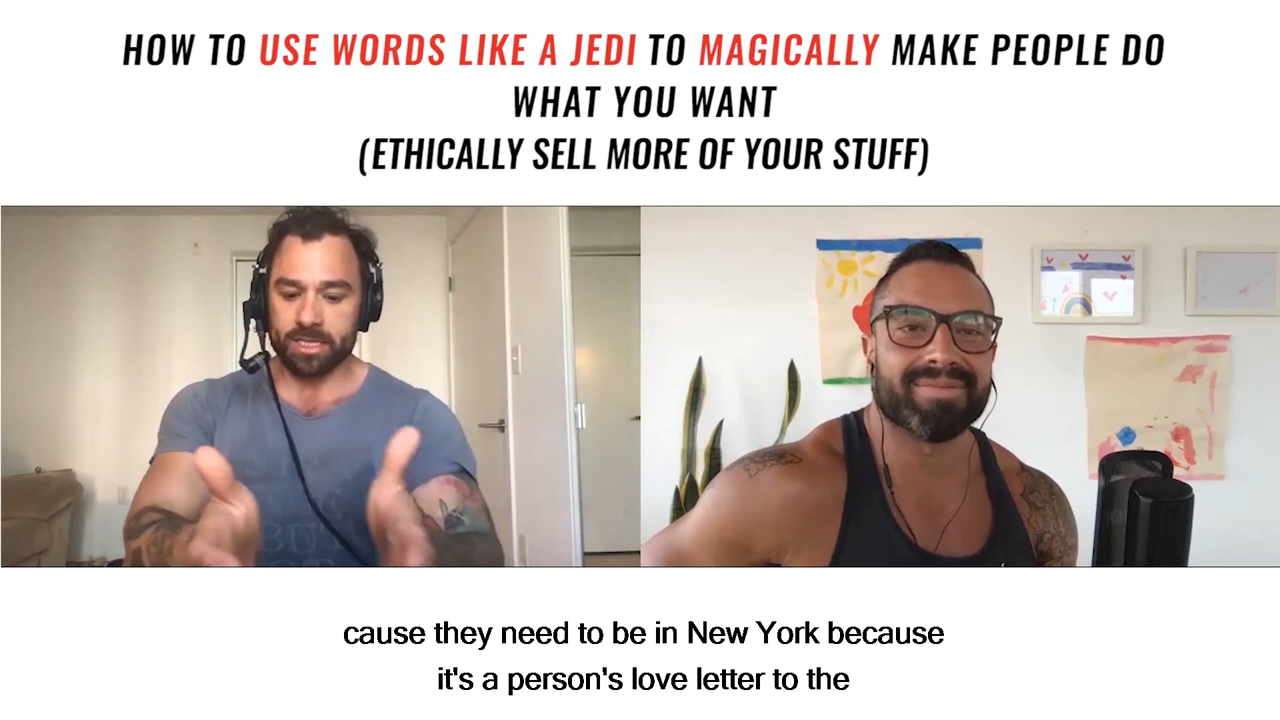 HOW TO USE WORDS LIKE A JEDI TO MAGICALLY MAKE PEOPLE DO
WHAT YOU WANT
(ETHICALLY SELL MORE OF YOUR STUFF)
cause they need to be in New York because
it's a person's love letter to the